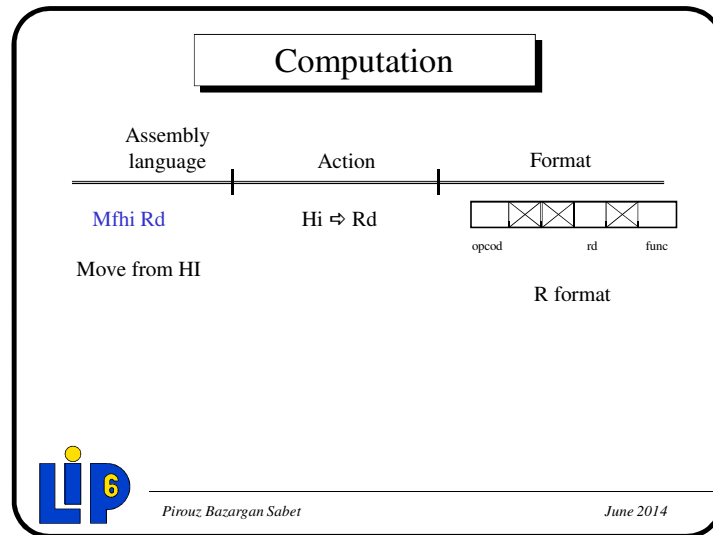 Computation
Assembly
language
Action
Format
Mfhi Rd
Hi ⇨ Rd
opcod
rd
func
Move from HI
R format
LiP6
Pirouz Bazargan Sabet
June 2014